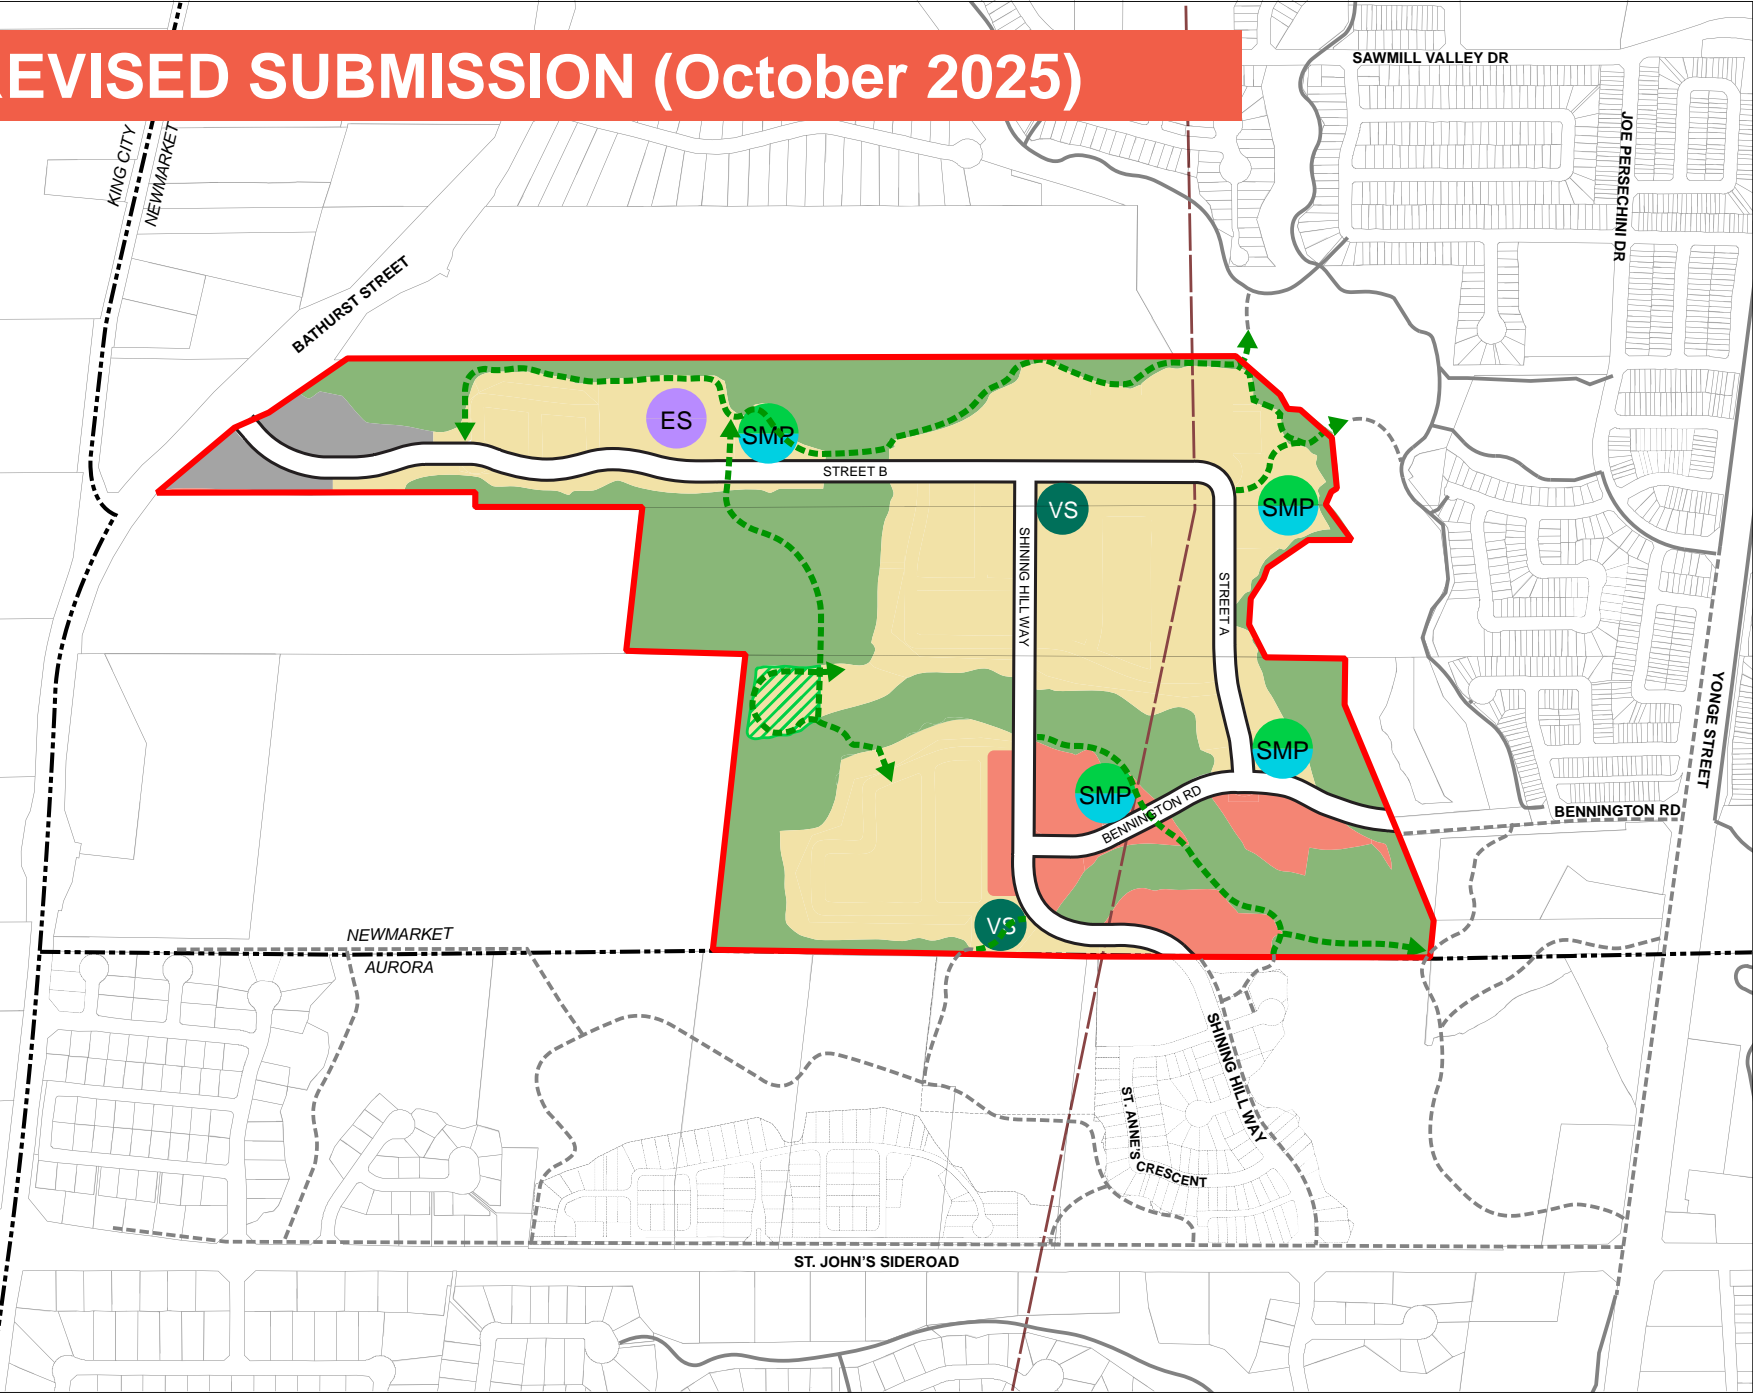 EVISED SUBMISSION (October 2025)
SAWMILL VALLEY DR
JOE PERSECHINI DR
KING CITY
NEWMARKET
BATHURST STREET
ES
SMP
STREET B
VS
SMP
SHINING HILL WAY
STREET A
YONGE STREET
SMP
SMP
BENNINGTON RD
BENNINGTON RD
VS
NEWMARKET
AURORA
SHINING HILL WAY
ST. ANNE'S
CRESCENT
ST. JOHN'S SIDEROAD